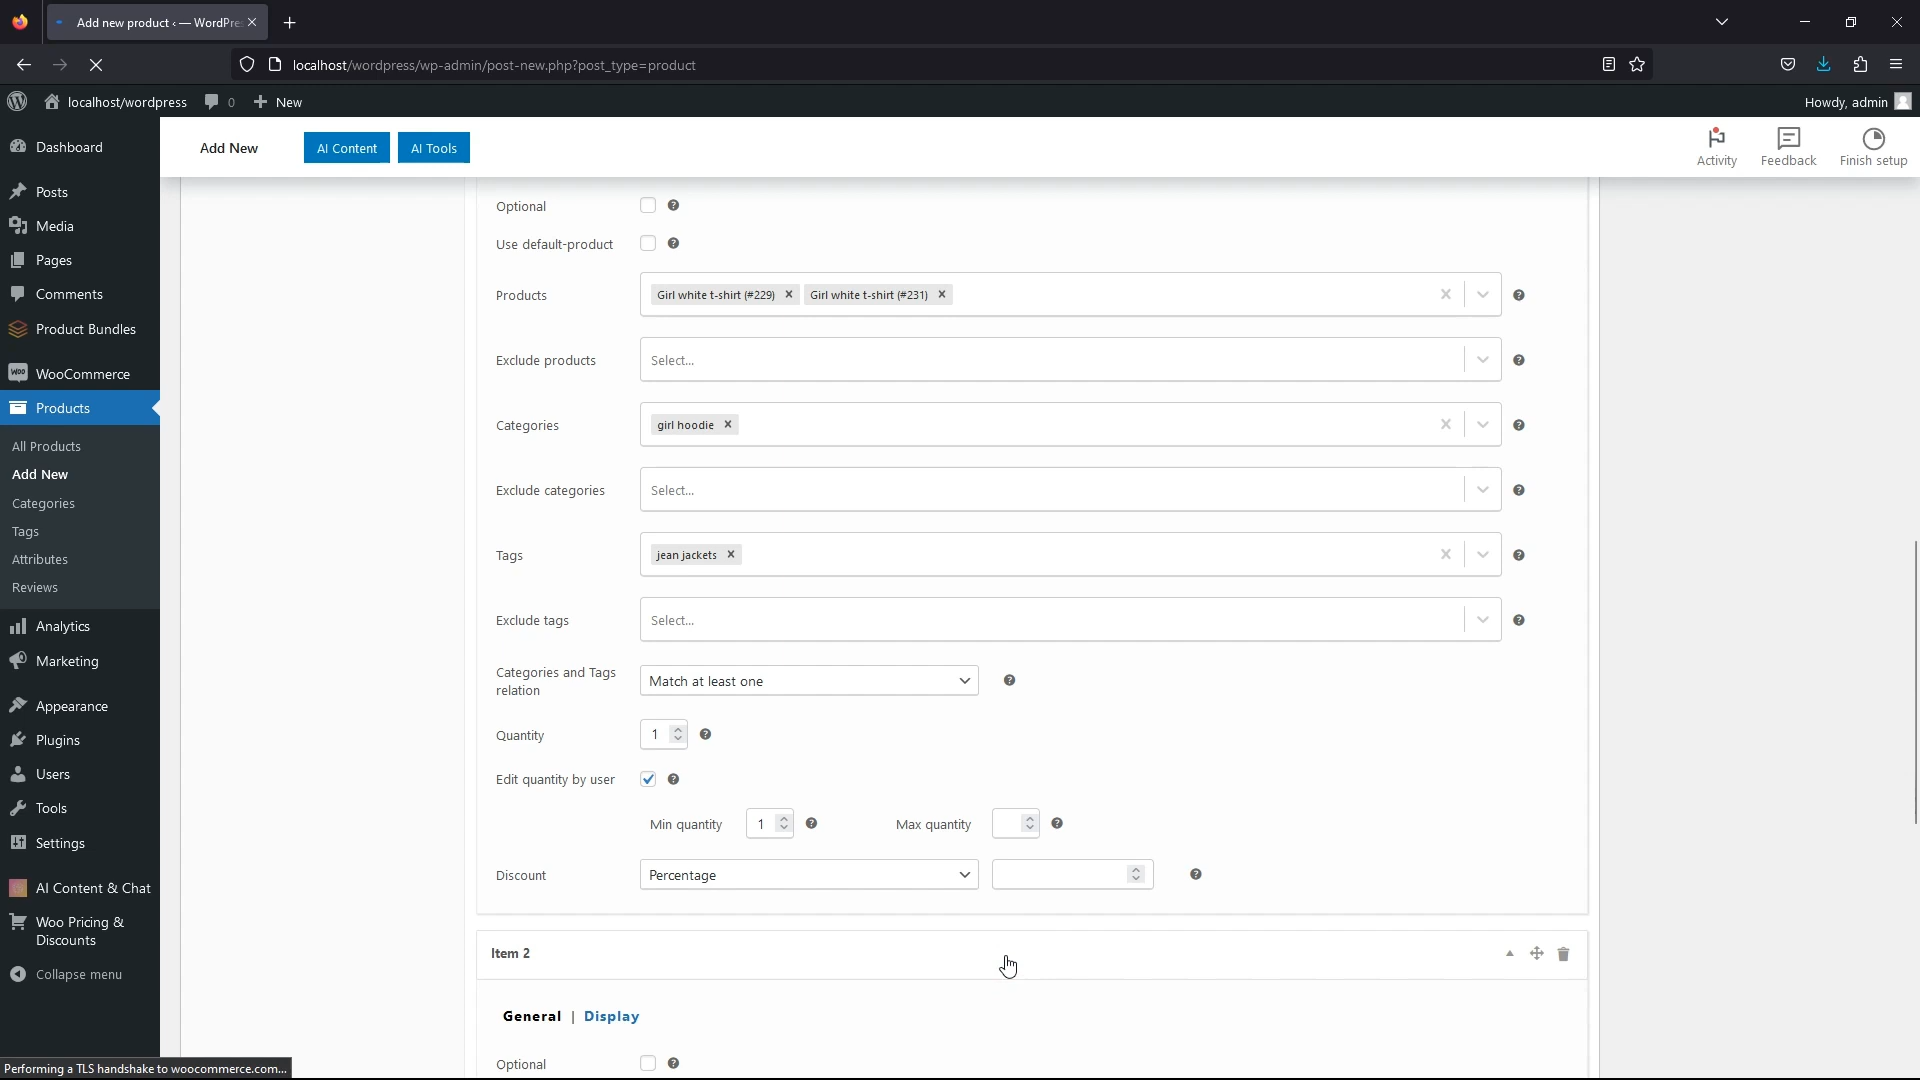 Add new product ‹ — WordPre
localhost/wordpress/wp-admin/post-new.php?post_type=product
localhost/wordpress
0
New
Howdy, admin
Add New
AI Content
AI Tools
Activity
Feedback
Finish setup
Dashboard
Posts
Media
Pages
Comments
Product Bundles
WooCommerce
Products
All Products
Add New
Categories
Tags
Attributes
Reviews
Analytics
Marketing
Appearance
Plugins
Users
Tools
Settings
AI Content & Chat
Woo Pricing &
Discounts
Collapse menu
Optional
Use default-product
Products
Girl white t-shirt (#229)
Girl white t-shirt (#231)
Exclude products
Select...
Categories
girl hoodie
Exclude categories
Select...
Tags
jean jackets
Exclude tags
Select...
Categories and Tags
relation
Match at least one
Quantity
1
Edit quantity by user
Min quantity
1
Max quantity
Discount
Percentage
Item 2
General | Display
Optional
Performing a TLS handshake to woocommerce.com...